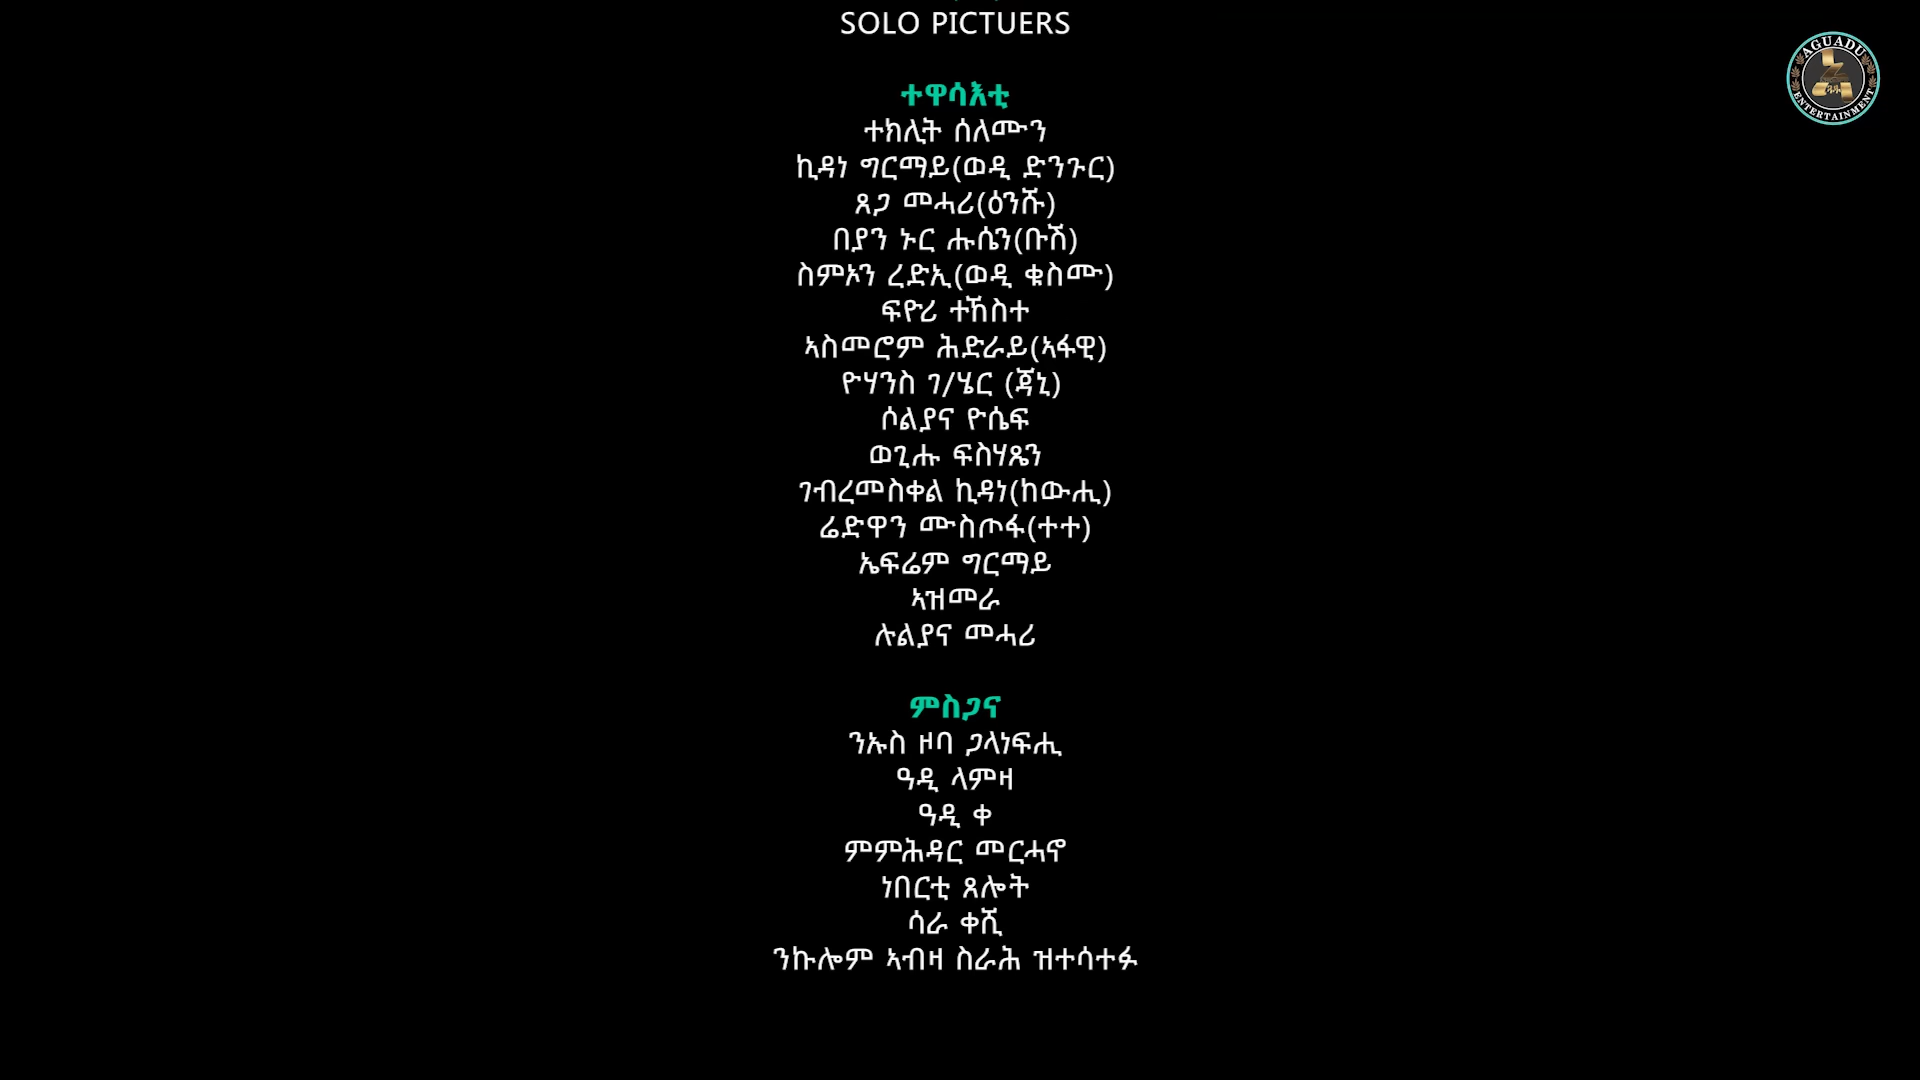 SOLO PICTUERS
AGUADU
ENTERTAINMENT
ተዋሳእቲ
ተክሊት ሰለሙን
ኪዳነ ግርማይ(ወዲ ድንጉር)
ጸጋ መሓሪ(ዕንሹ)
በያን ኑር ሑሴን(ቡሽ)
ስምኦን ረድኢ(ወዲ ቁስሙ)
ፍዮሪ ተኸስተ
ኣስመሮም ሕድራይ(ኣፋዊ)
ዮሃንስ ገ/ሄር (ጃኒ)
ሶልያና ዮሴፍ
ወጊሑ ፍስሃጼን
ገብረመስቀል ኪዳነ(ከውሒ)
ሬድዋን ሙስጦፋ(ተተ)
ኤፍሬም ግርማይ
ኣዝመራ
ሉልያና መሓሪ
ምስጋና
ንኡስ ዞባ ጋላነፍሒ
ዓዲ ላምዛ
ዓዲ ቀ
ምምሕዳር መርሓኖ
ነበርቲ ጸሎት
ሳራ ቀሺ
ንኩሎም ኣብዛ ስራሕ ዝተሳተፉ